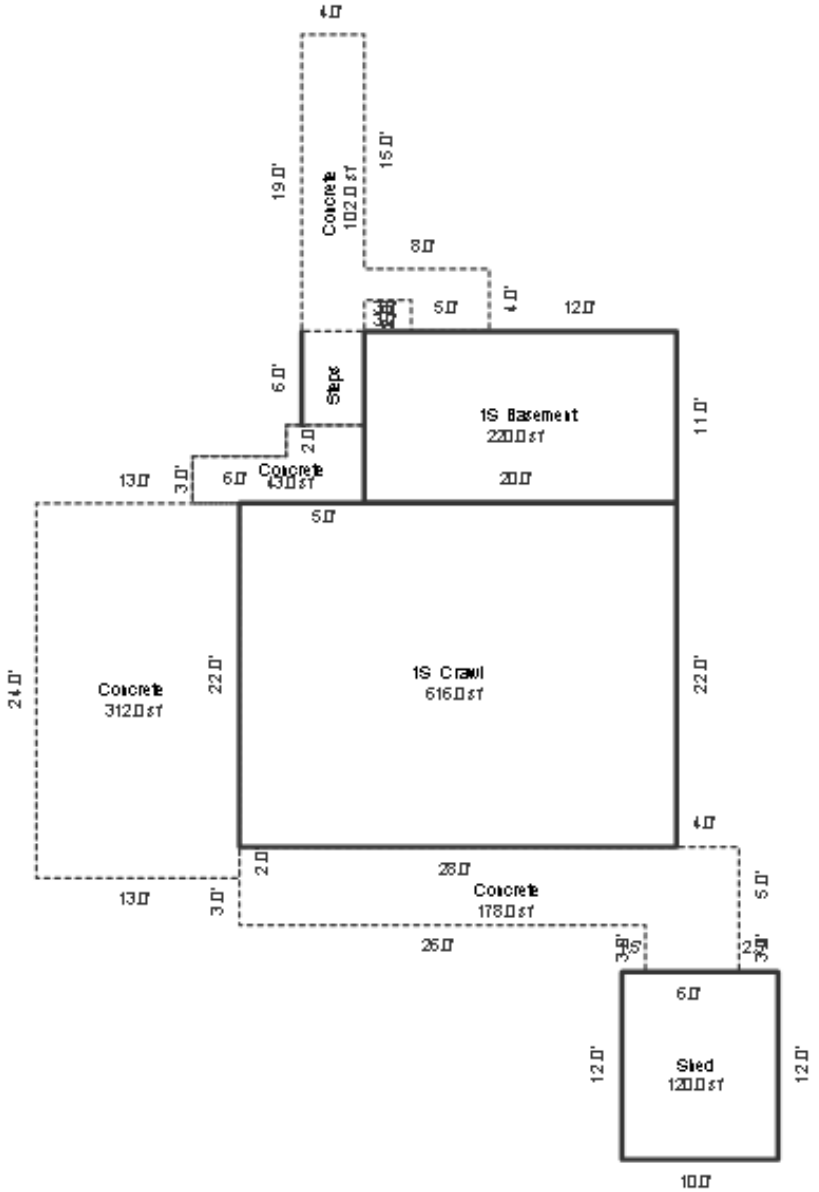 4.0'
19.0'
15.0'
Concrete
102.0 sf
8.0'
4.0'
5.0'
12.0'
6.0'
Steps
1S Basement
220.0 sf
11.0'
2.0'
13.0'
3.0'
6.0'
Concrete
43.0 sf
20.0'
5.0'
24.0'
Concrete
312.0 sf
22.0'
1S Crawl
616.0 sf
22.0'
4.0'
2.0'
28.0'
13.0'
3.0'
Concrete
178.0 sf
5.0'
26.0'
3.0'
3.0'
6.0'
12.0'
Shed
120.0 sf
12.0'
10.0'